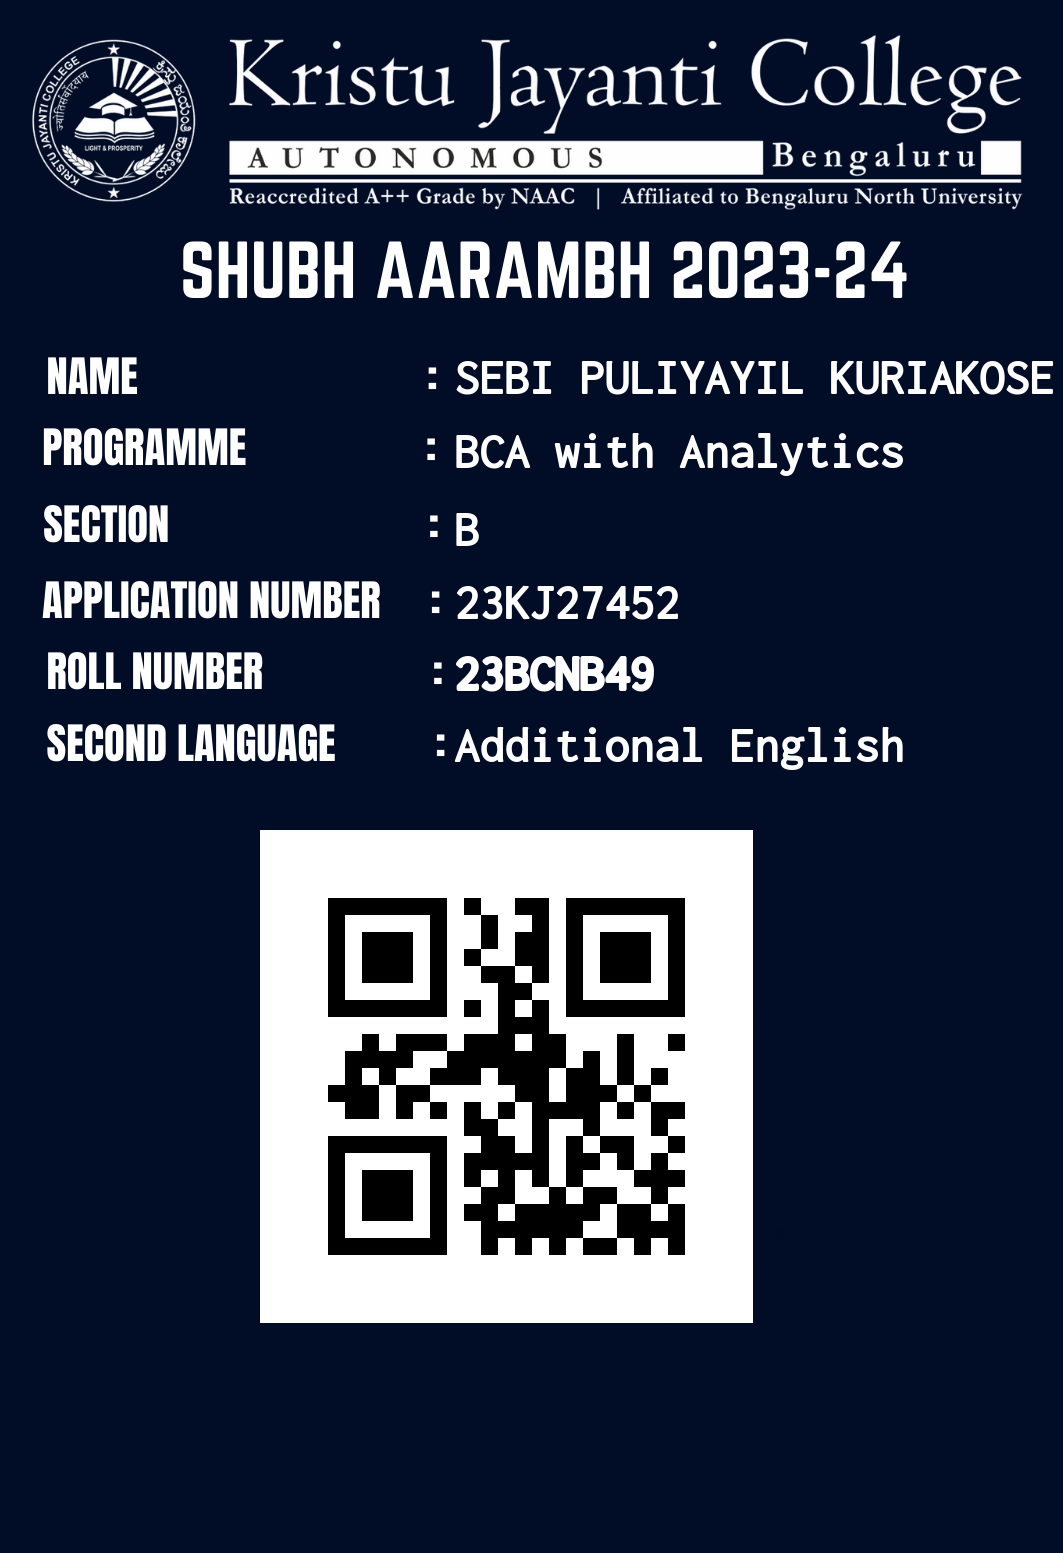 KRISTU JAYANTI COLLEGE
ಕ್ರಿಸ್ತು ಜಯಂತಿ ಕಾಲೇಜು
LIGHT & PROSPERITY
Kristu Jayanti College
AUTONOMOUS Bengaluru
Reaccredited A++ Grade by NAAC | Affiliated to Bengaluru North University
SHUBH AARAMBH 2023-24
NAME : SEBI PULIYAYIL KURIAKOSE
PROGRAMME : BCA with Analytics
SECTION : B
APPLICATION NUMBER : 23KJ27452
ROLL NUMBER : 23BCNB49
SECOND LANGUAGE : Additional English